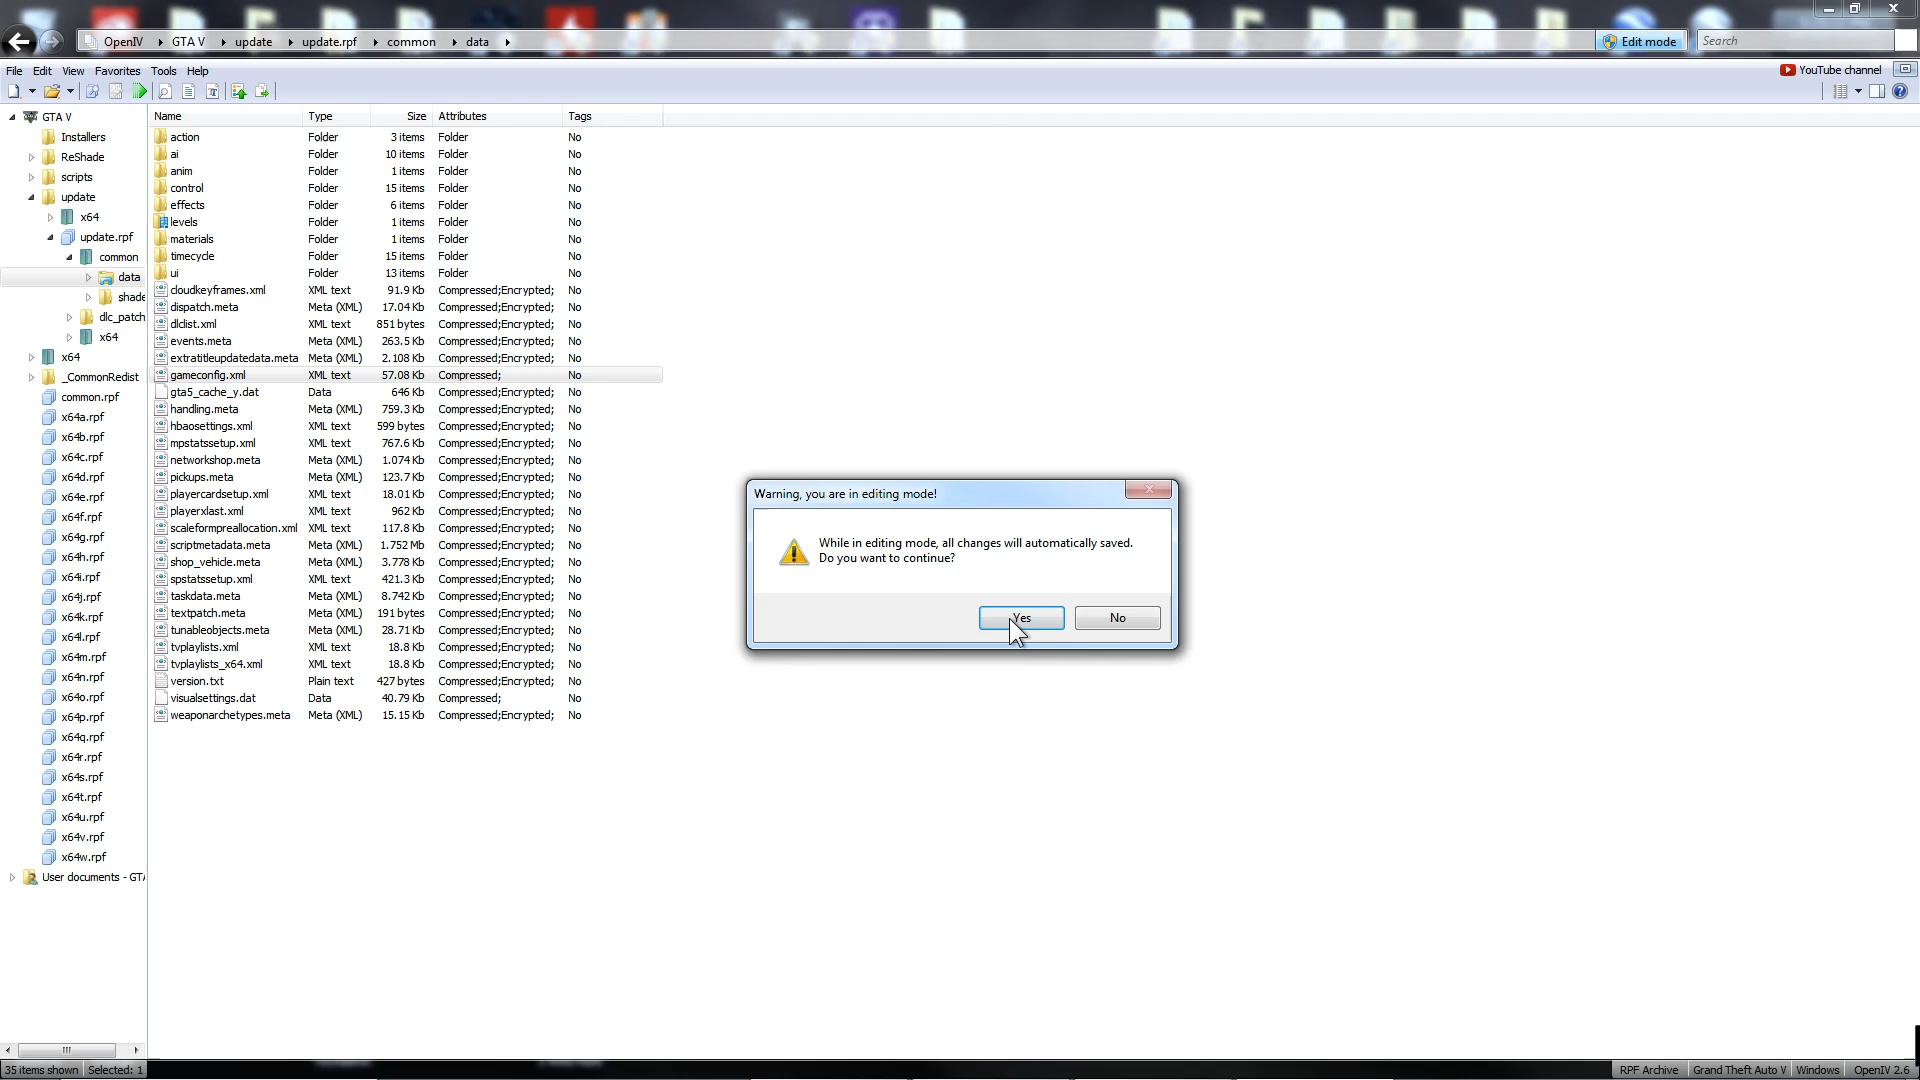 OpenIV GTA V update update.rpf common data Edit mode Search
File Edit View Favorites Tools Help YouTube channel
GTA V
Installers
ReShade
scripts
update
x64
update.rpf
common
data
shade
dlc_patch
x64
x64
_CommonRedist
common.rpf
x64a.rpf
x64b.rpf
x64c.rpf
x64d.rpf
x64e.rpf
x64f.rpf
x64g.rpf
x64h.rpf
x64i.rpf
x64j.rpf
x64k.rpf
x64l.rpf
x64m.rpf
x64n.rpf
x64o.rpf
x64p.rpf
x64q.rpf
x64r.rpf
x64s.rpf
x64t.rpf
x64u.rpf
x64v.rpf
x64w.rpf
User documents - GTA
Name Type Size Attributes Tags
action Folder 3 items Folder No
ai Folder 10 items Folder No
anim Folder 1 items Folder No
control Folder 15 items Folder No
effects Folder 6 items Folder No
levels Folder 1 items Folder No
materials Folder 1 items Folder No
timecycle Folder 15 items Folder No
ui Folder 13 items Folder No
cloudkeyframes.xml XML text 91.9 Kb Compressed;Encrypted; No
dispatch.meta Meta (XML) 17.04 Kb Compressed;Encrypted; No
dlclist.xml XML text 851 bytes Compressed;Encrypted; No
events.meta Meta (XML) 263.5 Kb Compressed;Encrypted; No
extratitleupdatedata.meta Meta (XML) 2.108 Kb Compressed;Encrypted; No
gameconfig.xml XML text 57.08 Kb Compressed; No
gta5_cache_y.dat Data 646 Kb Compressed;Encrypted; No
handling.meta Meta (XML) 759.3 Kb Compressed;Encrypted; No
hbaosettings.xml XML text 599 bytes Compressed;Encrypted; No
mpstatssetup.xml XML text 767.6 Kb Compressed;Encrypted; No
networkshop.meta Meta (XML) 1.074 Kb Compressed;Encrypted; No
pickups.meta Meta (XML) 123.7 Kb Compressed;Encrypted; No
playercardsetup.xml XML text 18.01 Kb Compressed;Encrypted; No
playerxlast.xml XML text 962 Kb Compressed;Encrypted; No
scaleformpreallocation.xml XML text 117.8 Kb Compressed;Encrypted; No
scriptmetadata.meta Meta (XML) 1.752 Mb Compressed;Encrypted; No
shop_vehicle.meta Meta (XML) 3.778 Kb Compressed;Encrypted; No
spstatssetup.xml XML text 421.3 Kb Compressed;Encrypted; No
taskdata.meta Meta (XML) 8.742 Kb Compressed;Encrypted; No
textpatch.meta Meta (XML) 191 bytes Compressed;Encrypted; No
tunableobjects.meta Meta (XML) 28.71 Kb Compressed;Encrypted; No
tvplaylists.xml XML text 18.8 Kb Compressed;Encrypted; No
tvplaylists_x64.xml XML text 18.8 Kb Compressed;Encrypted; No
version.txt Plain text 427 bytes Compressed;Encrypted; No
visualsettings.dat Data 40.79 Kb Compressed; No
weaponarchetypes.meta Meta (XML) 15.15 Kb Compressed;Encrypted; No
Warning, you are in editing mode!
While in editing mode, all changes will automatically saved.
Do you want to continue?
Yes No
35 items shown Selected: 1 RPF Archive Grand Theft Auto V Windows OpenIV 2.6